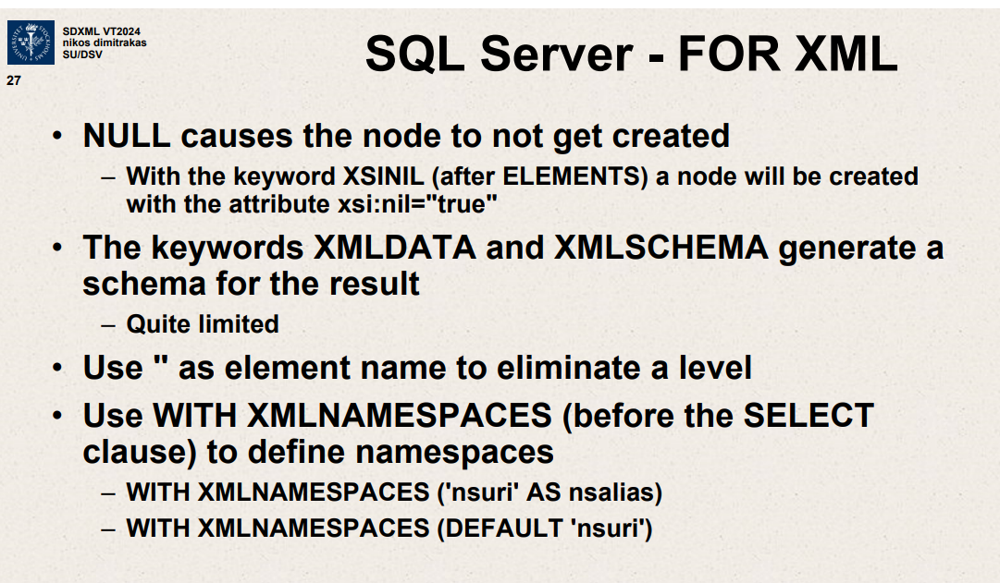 SDXML VT2024
nikos dimitrakas
SU/DSV
27
SQL Server - FOR XML
• NULL causes the node to not get created
– With the keyword XSINIL (after ELEMENTS) a node will be created
with the attribute xsi:nil="true"
• The keywords XMLDATA and XMLSCHEMA generate a
schema for the result
– Quite limited
• Use '' as element name to eliminate a level
• Use WITH XMLNAMESPACES (before the SELECT
clause) to define namespaces
– WITH XMLNAMESPACES ('nsuri' AS nsalias)
– WITH XMLNAMESPACES (DEFAULT 'nsuri')